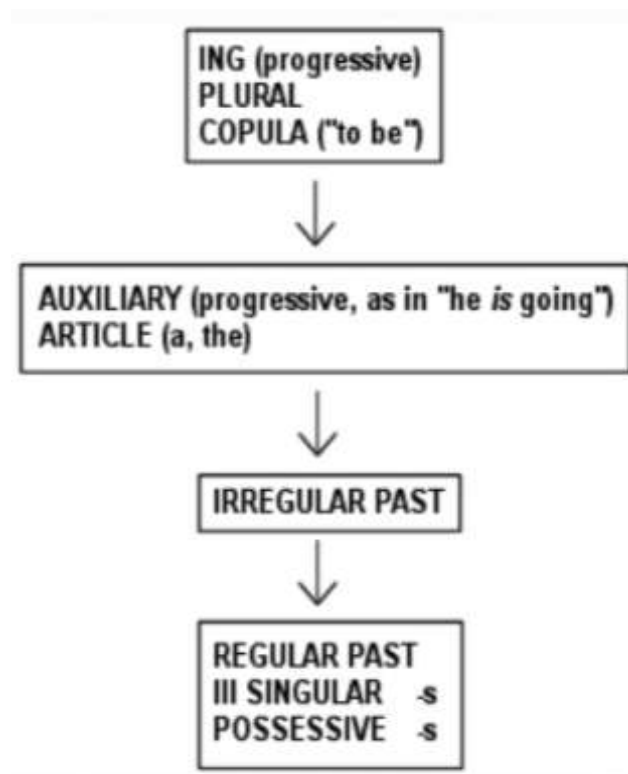 ING (progressive)
PLURAL
COPULA ("to be")
AUXILIARY (progressive, as in "he is going")
ARTICLE (a, the)
IRREGULAR PAST
REGULAR PAST
III SINGULAR -s
POSSESSIVE -s